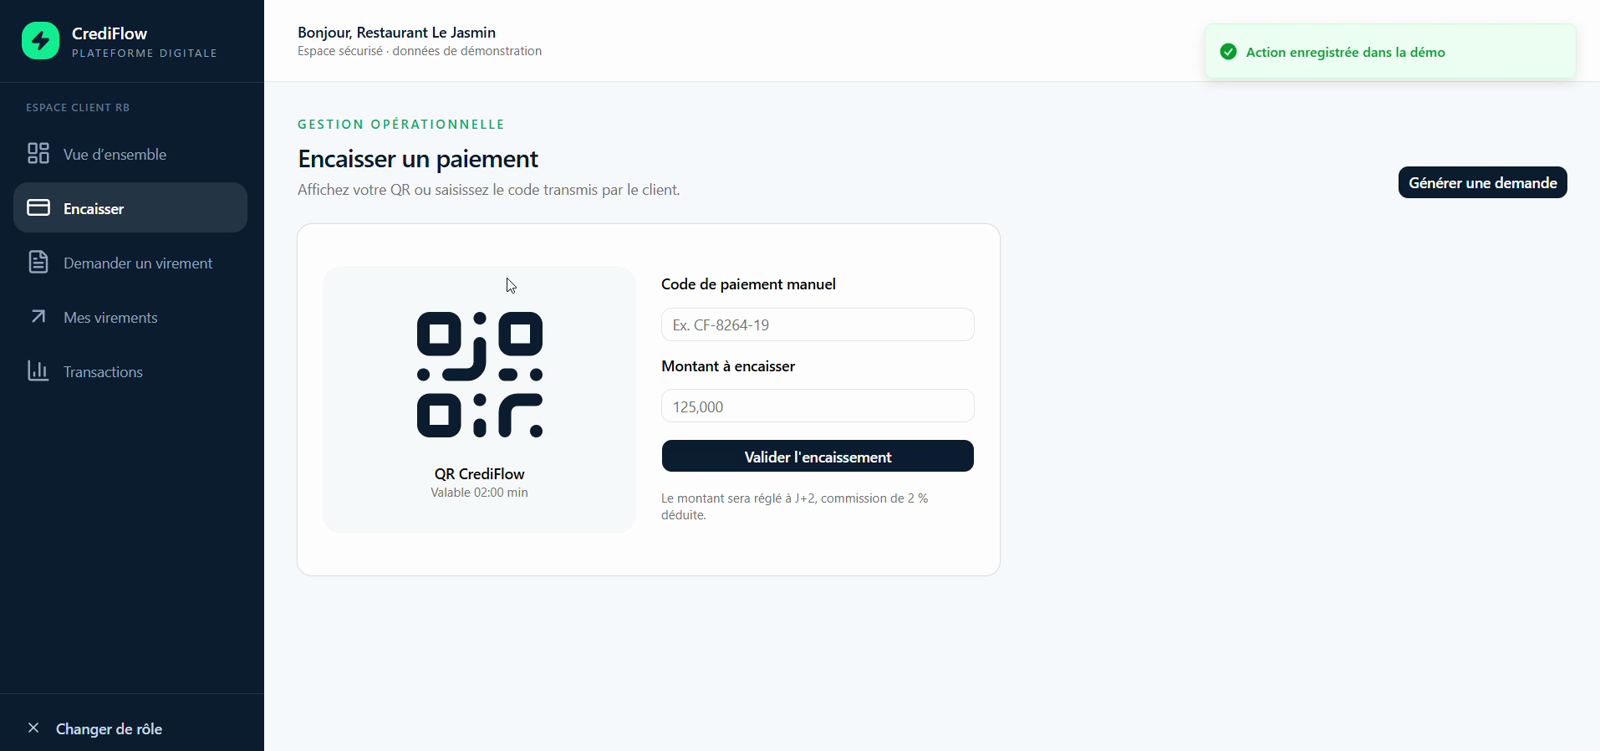 CrediFlow
PLATEFORME DIGITALE
ESPACE CLIENT RB
Vue d'ensemble
Encaisser
Demander un virement
Mes virements
Transactions
Changer de rôle
Bonjour, Restaurant Le Jasmin
Espace sécurisé · données de démonstration
Action enregistrée dans la démo
GESTION OPÉRATIONNELLE
Encaisser un paiement
Affichez votre QR ou saisissez le code transmis par le client.
Générer une demande
QR CrediFlow
Valable 02:00 min
Code de paiement manuel
Ex. CF-8264-19
Montant à encaisser
125,000
Valider l'encaissement
Le montant sera réglé à J+2, commission de 2 %
déduite.